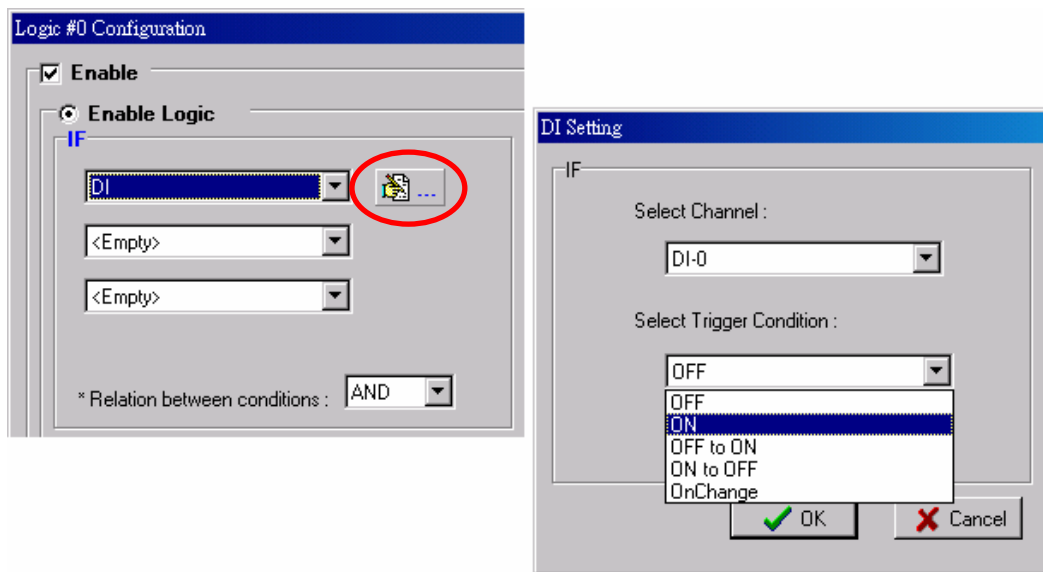 Logic #0 Configuration
Enable
Enable Logic
IF
DI
...
<Empty>
<Empty>
* Relation between conditions :
AND
DI Setting
IF
Select Channel :
DI-0
Select Trigger Condition :
OFF
OFF
ON
OFF to ON
ON to OFF
OnChange
OK
Cancel